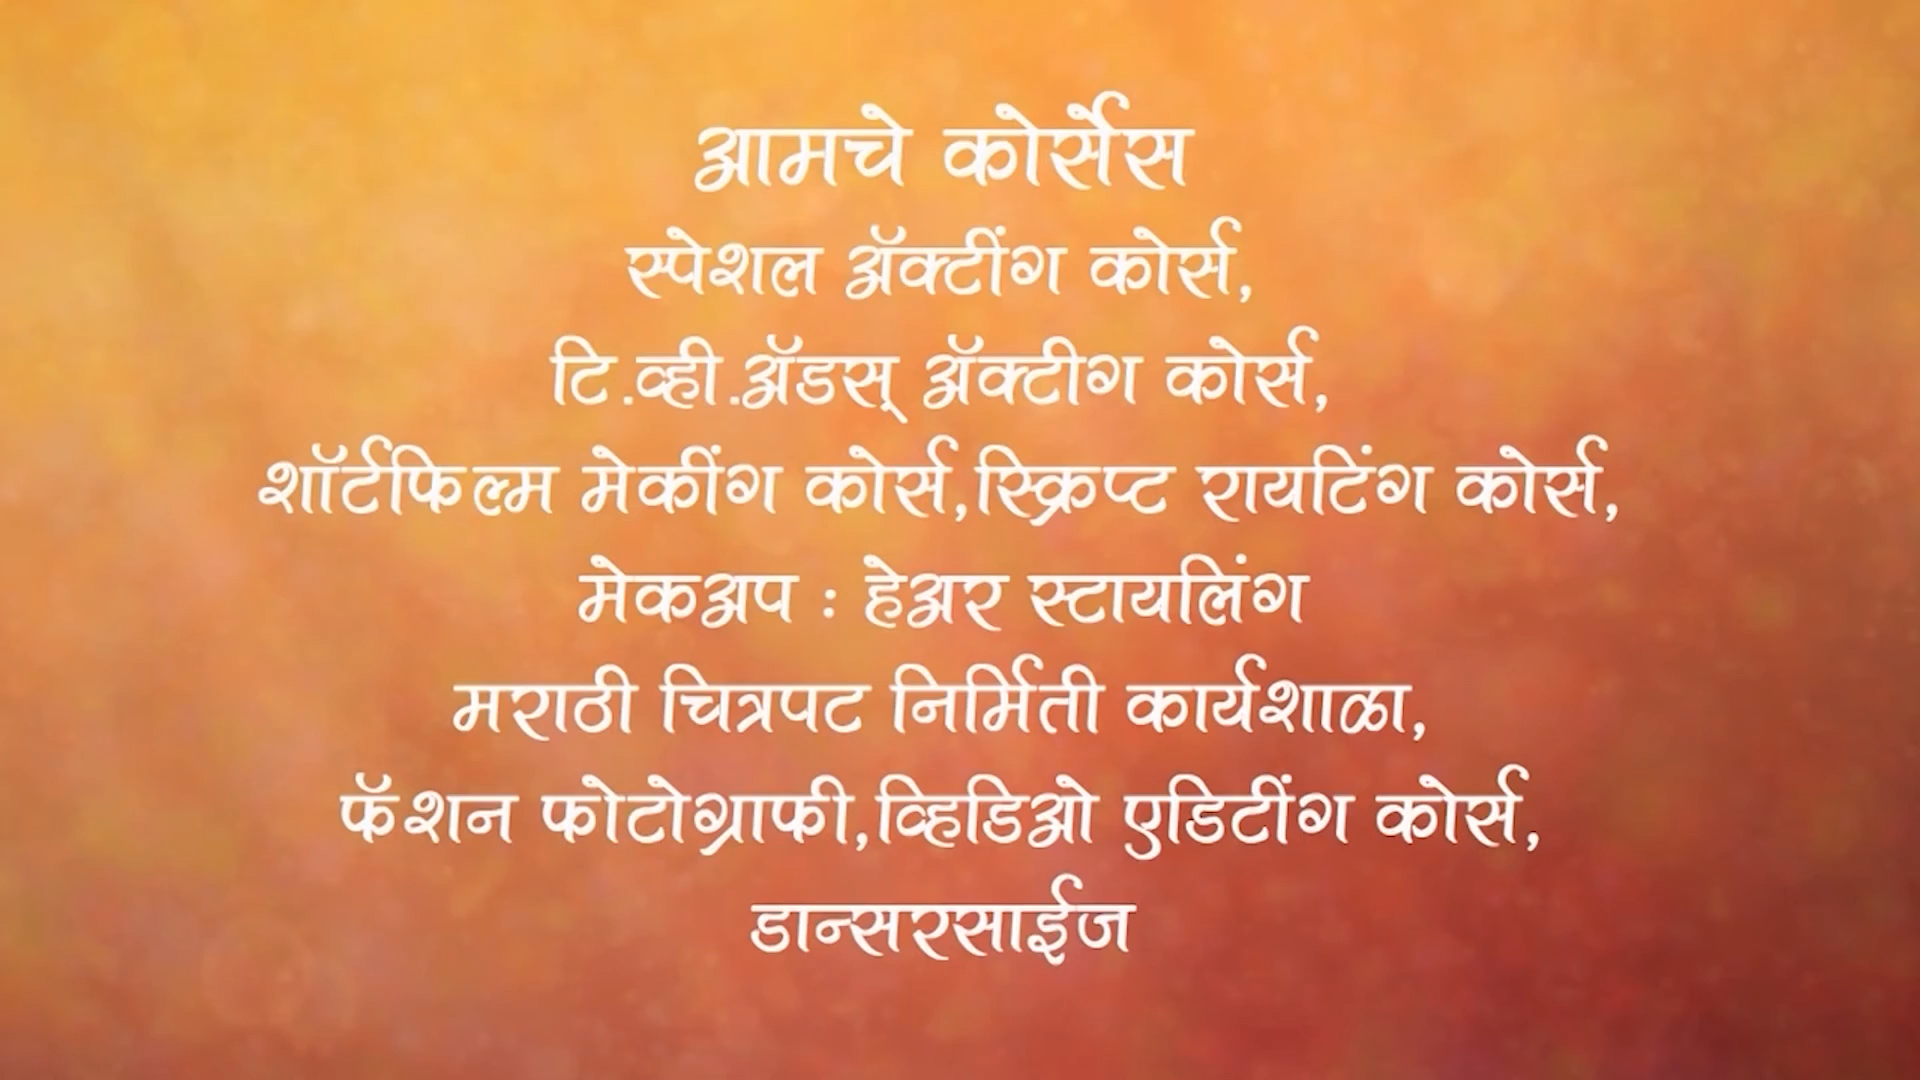 आमचे कोर्सेस
स्पेशल ॲक्टींग कोर्स,
टि.व्ही.ॲडस् ॲक्टीग कोर्स,
शॉर्टफिल्म मेकींग कोर्स,स्क्रिप्ट रायटिंग कोर्स,
मेकअप : हेअर स्टायलिंग
मराठी चित्रपट निर्मिती कार्यशाळा,
फॅशन फोटोग्राफी,व्हिडिओ एडिटींग कोर्स,
डान्सरसाईज